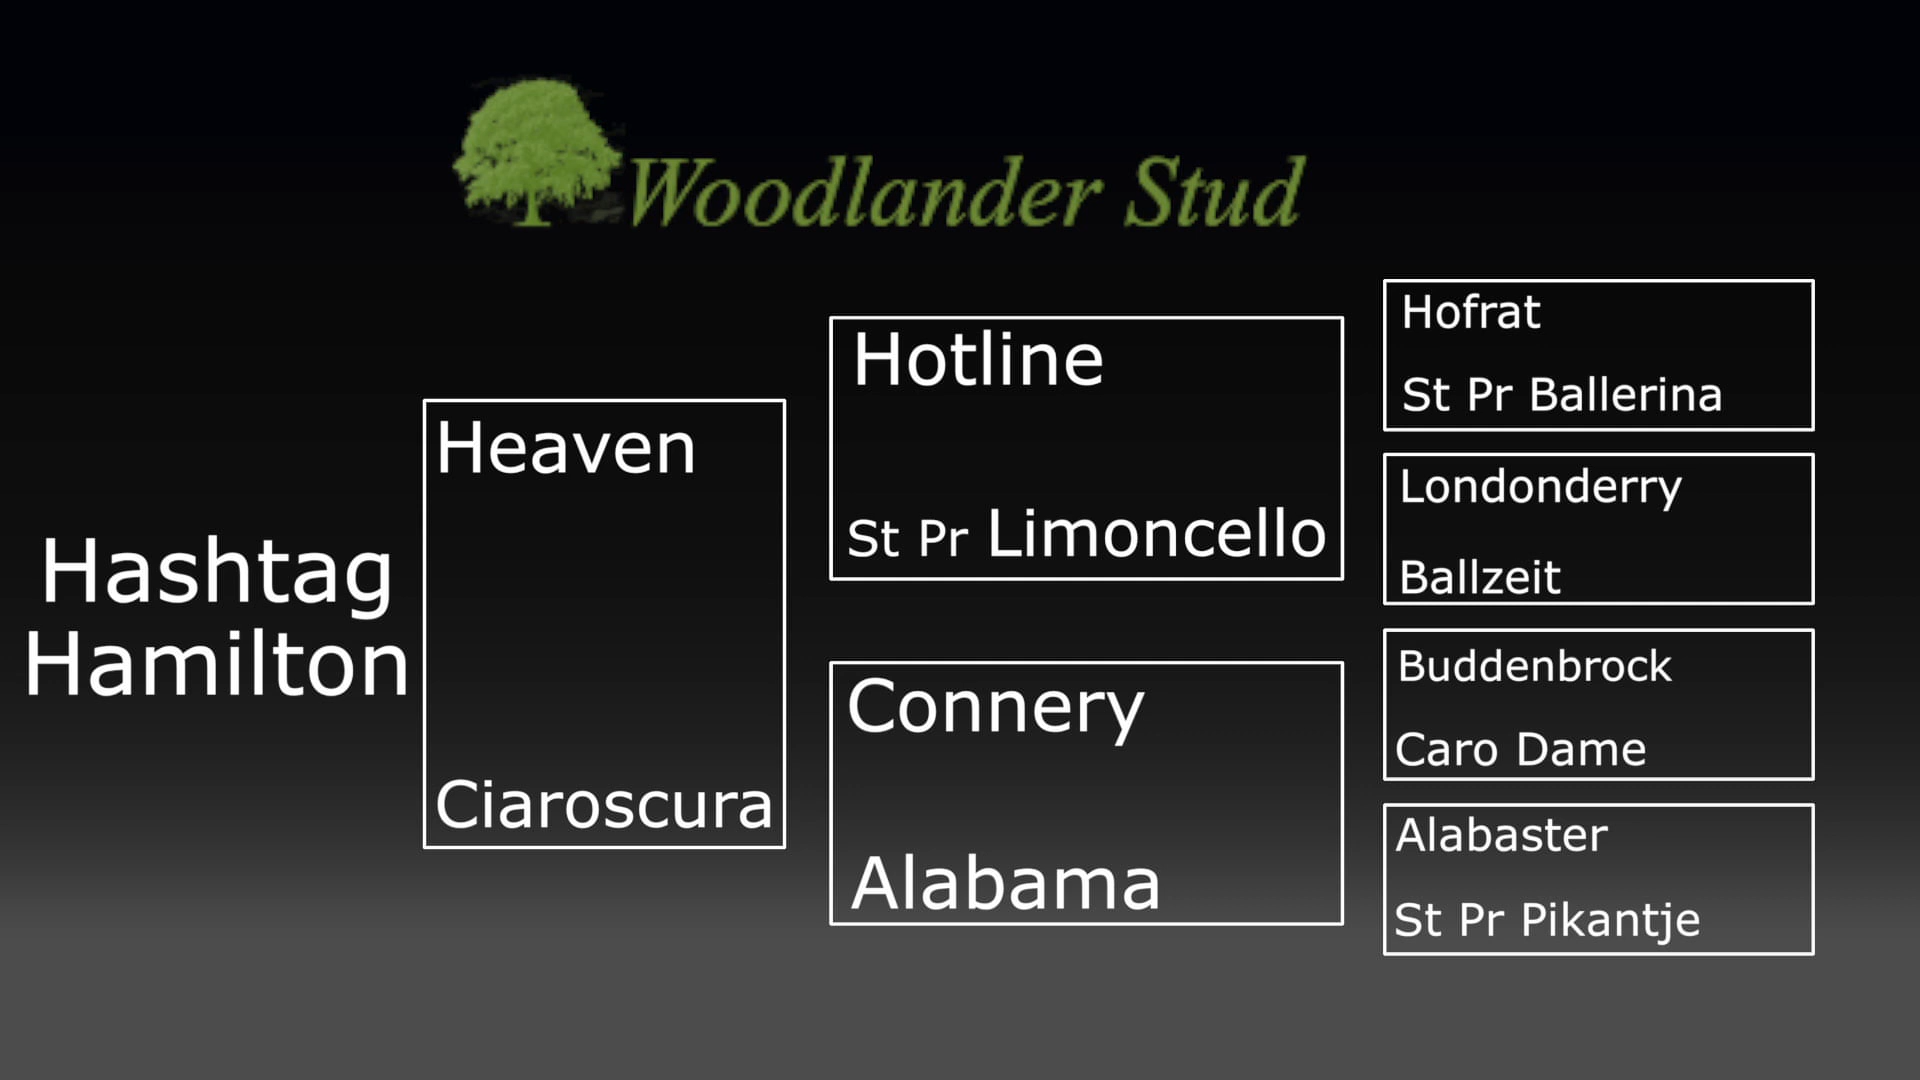 Woodlander Stud
Hashtag
Hamilton
Heaven
Ciaroscura
Hotline
St Pr Limoncello
Connery
Alabama
Hofrat
St Pr Ballerina
Londonderry
Ballzeit
Buddenbrock
Caro Dame
Alabaster
St Pr Pikantje